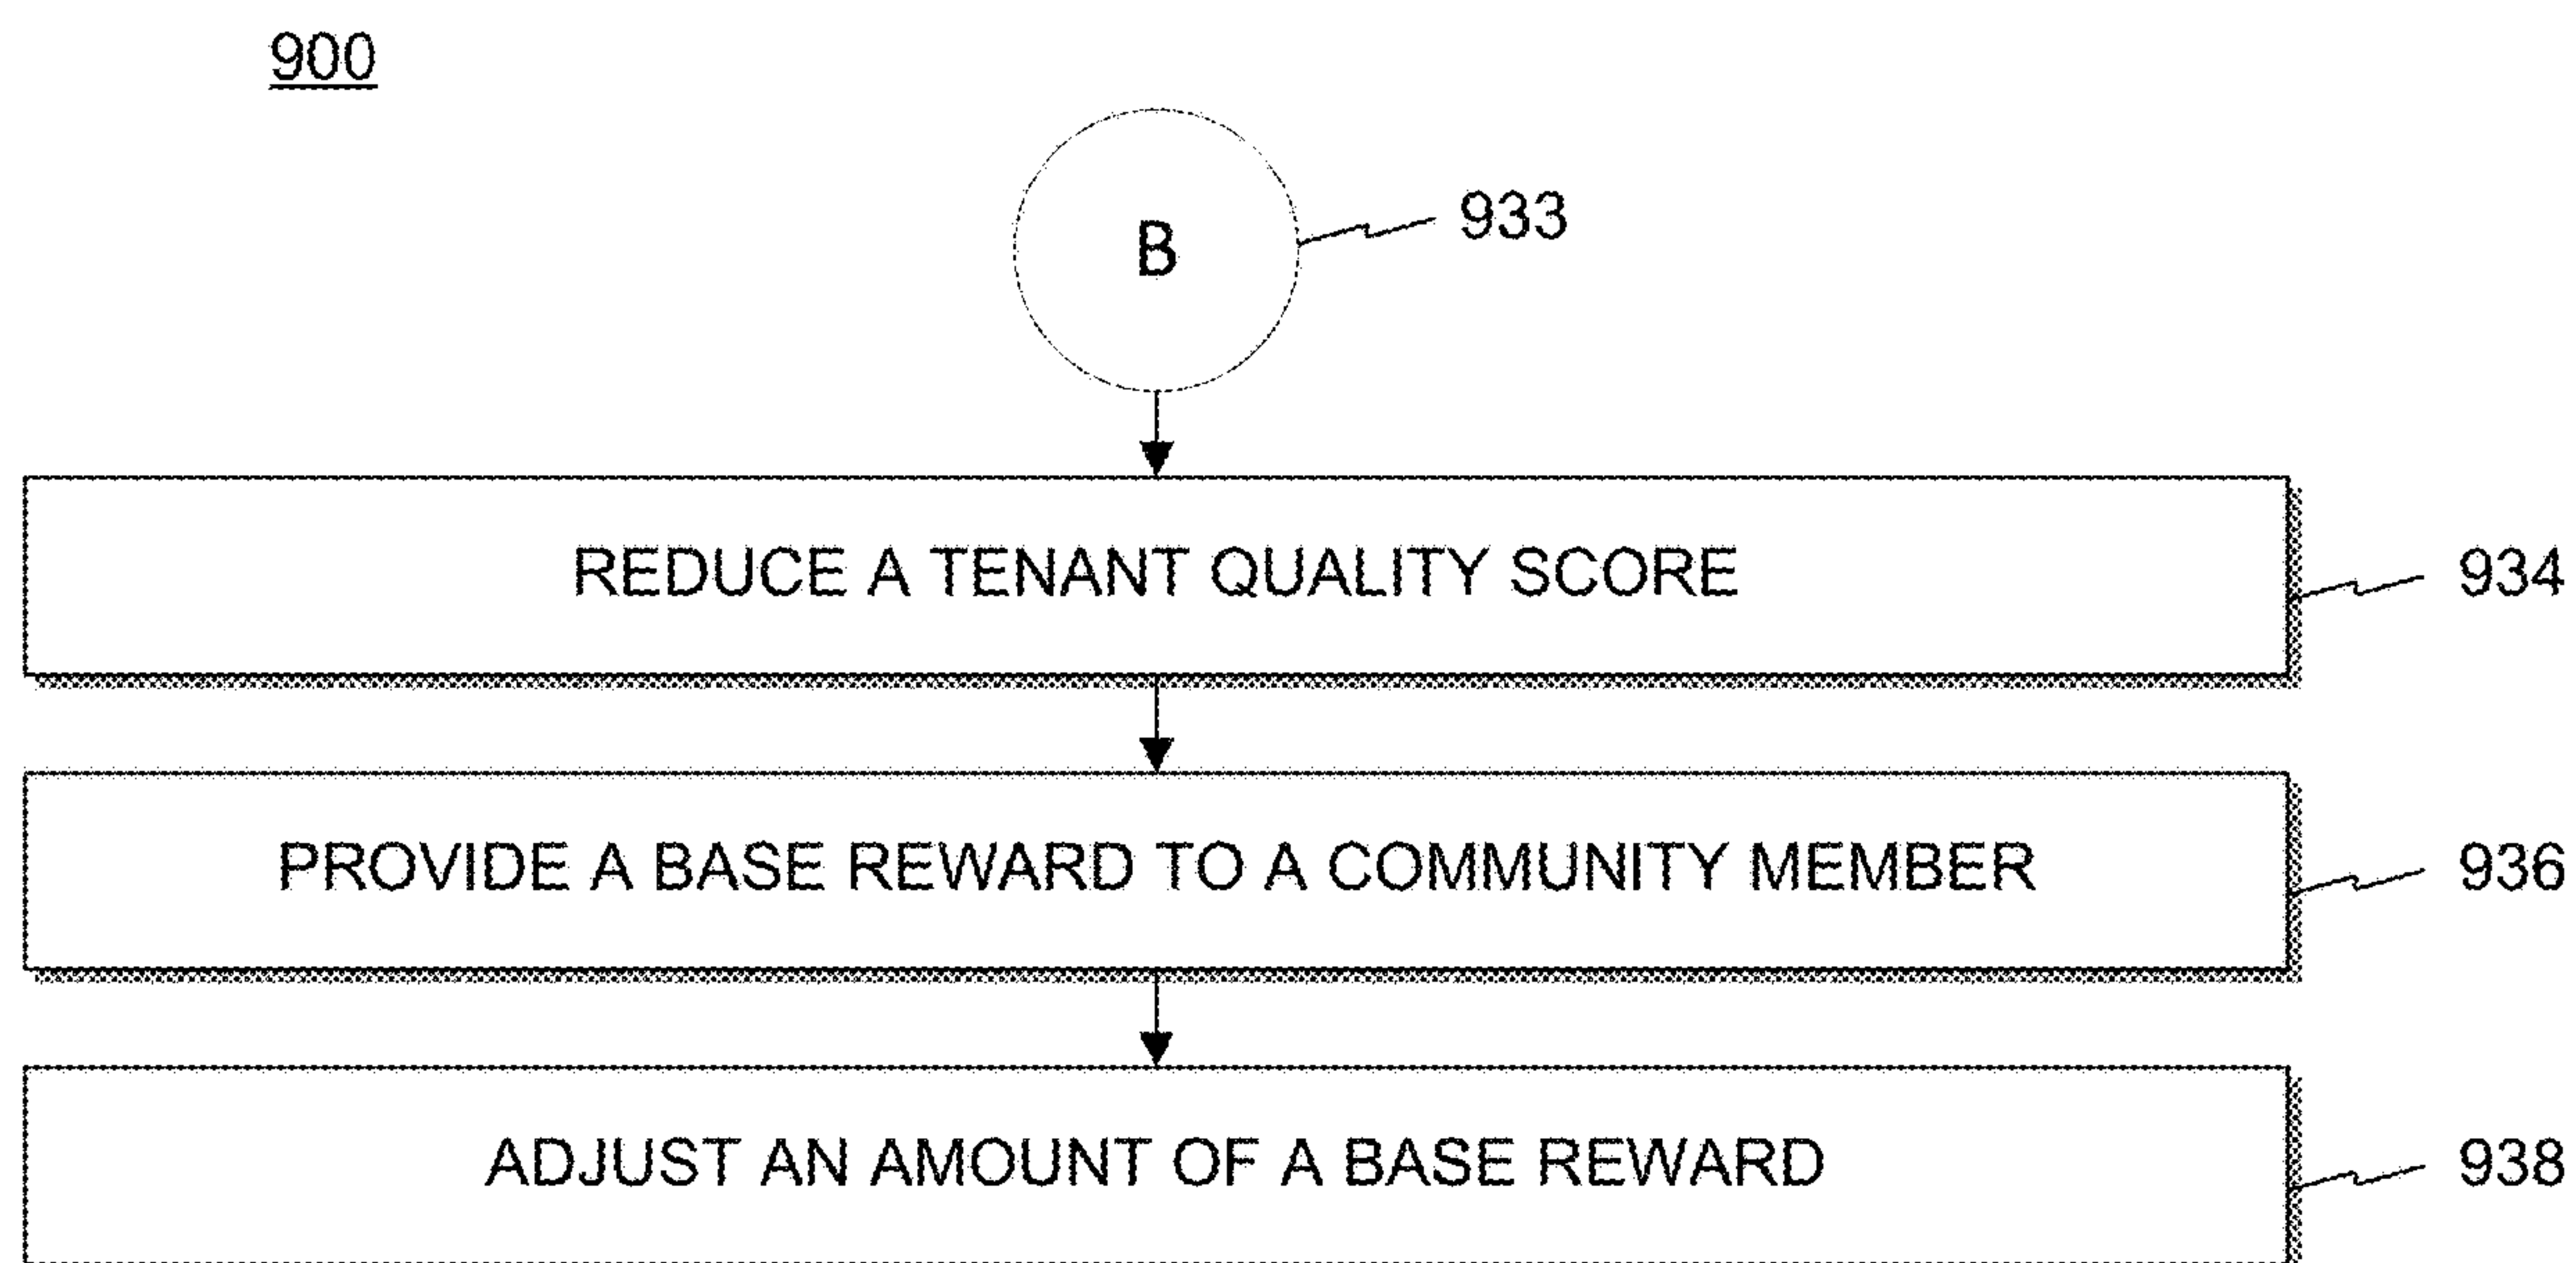 900
B
933
REDUCE A TENANT QUALITY SCORE
934
PROVIDE A BASE REWARD TO A COMMUNITY MEMBER
936
ADJUST AN AMOUNT OF A BASE REWARD
938